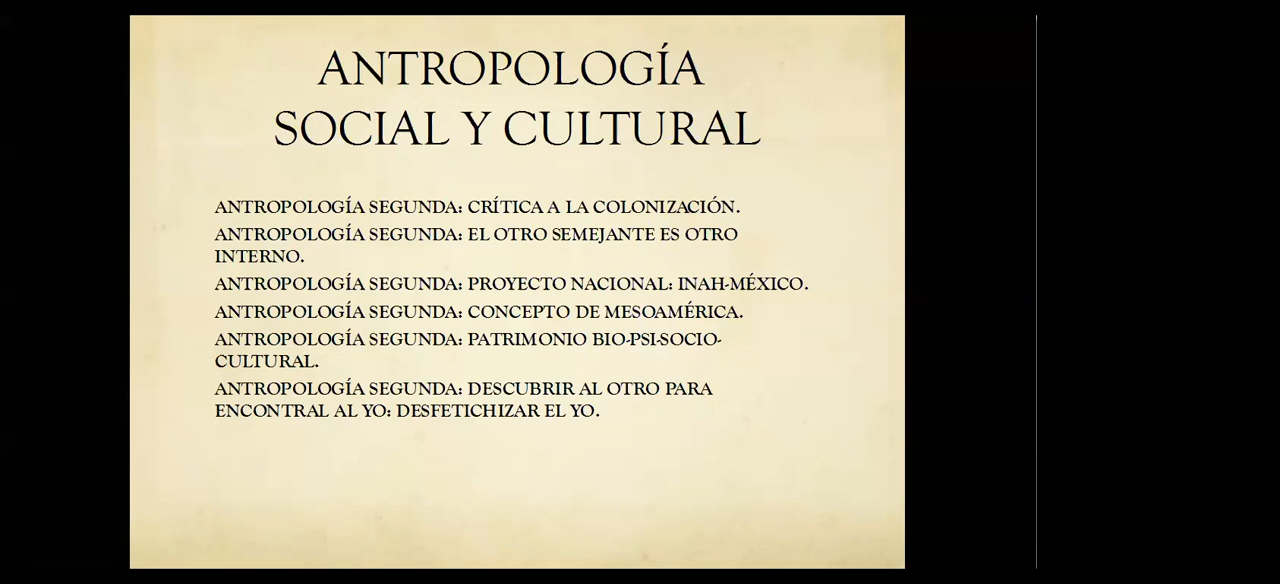 ANTROPOLOGÍA
SOCIAL Y CULTURAL
ANTROPOLOGÍA SEGUNDA: CRÍTICA A LA COLONIZACIÓN.
ANTROPOLOGÍA SEGUNDA: EL OTRO SEMEJANTE ES OTRO
INTERNO.
ANTROPOLOGÍA SEGUNDA: PROYECTO NACIONAL: INAH-MÉXICO.
ANTROPOLOGÍA SEGUNDA: CONCEPTO DE MESOAMÉRICA.
ANTROPOLOGÍA SEGUNDA: PATRIMONIO BIO-PSI-SOCIO-
CULTURAL.
ANTROPOLOGÍA SEGUNDA: DESCUBRIR AL OTRO PARA
ENCONTRAL AL YO: DESFETICHIZAR EL YO.